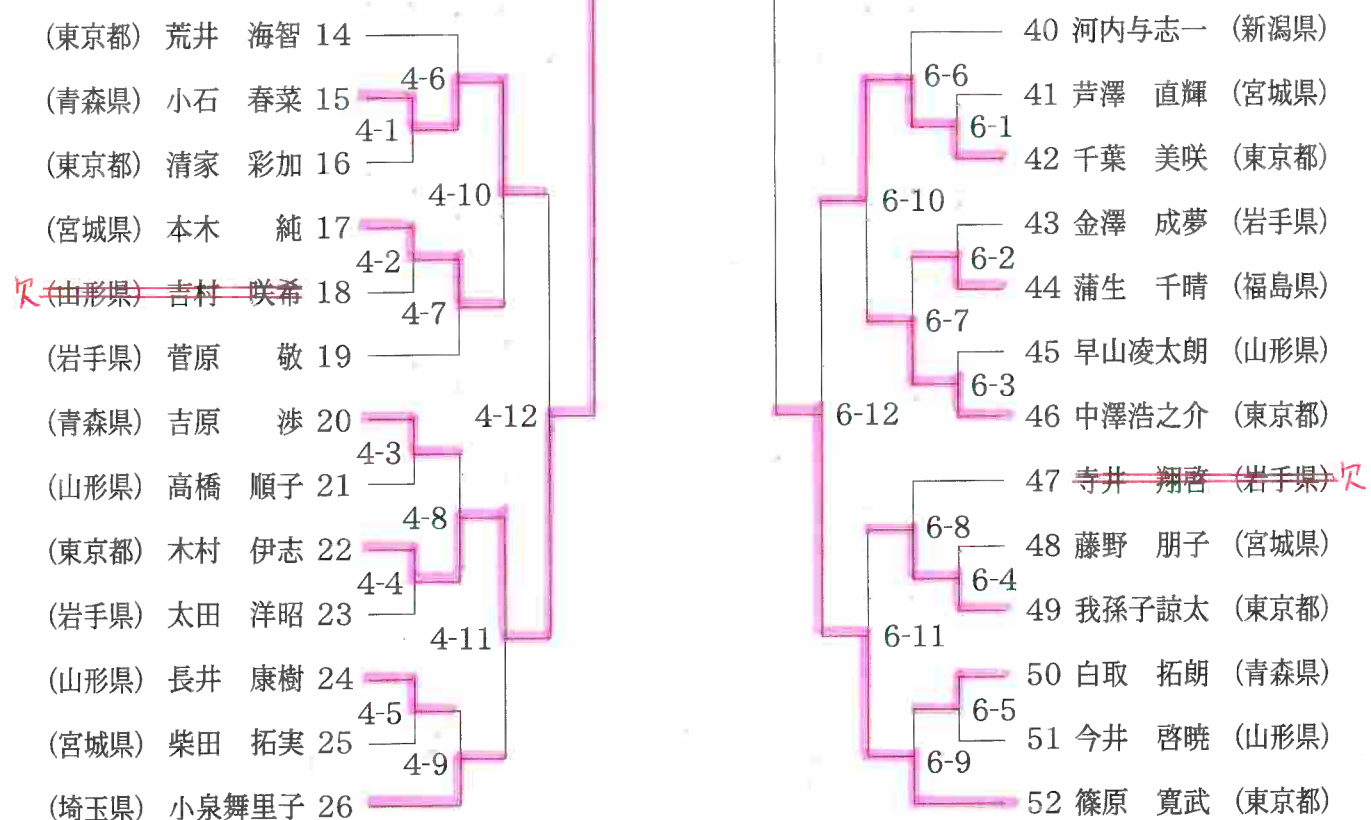 (東京都) 荒井 海智 14
4-6
(青森県) 小石 春菜 15
4-1
(東京都) 清家 彩加 16
4-10
(宮城県) 本木 純 17
4-2
欠 (山形県) 吉村 咲希 18
4-7
(岩手県) 菅原 敬 19
4-12
(青森県) 吉原 渉 20
4-3
(山形県) 高橋 順子 21
4-8
(東京都) 木村 伊志 22
4-4
(岩手県) 太田 洋昭 23
4-11
(山形県) 長井 康樹 24
4-5
(宮城県) 柴田 拓実 25
4-9
(埼玉県) 小泉舞里子 26
40 河内与志一 (新潟県)
6-6
41 芦澤 直輝 (宮城県)
6-1
42 千葉 美咲 (東京都)
6-10
43 金澤 成夢 (岩手県)
6-2
44 蒲生 千晴 (福島県)
6-7
45 早山凌太朗 (山形県)
6-3
46 中澤浩之介 (東京都)
6-12
47 寺井 翔啓 (岩手県) 欠
6-8
48 藤野 朋子 (宮城県)
6-4
49 我孫子諒太 (東京都)
6-11
50 白取 拓朗 (青森県)
6-5
51 今井 啓暁 (山形県)
6-9
52 篠原 寛武 (東京都)